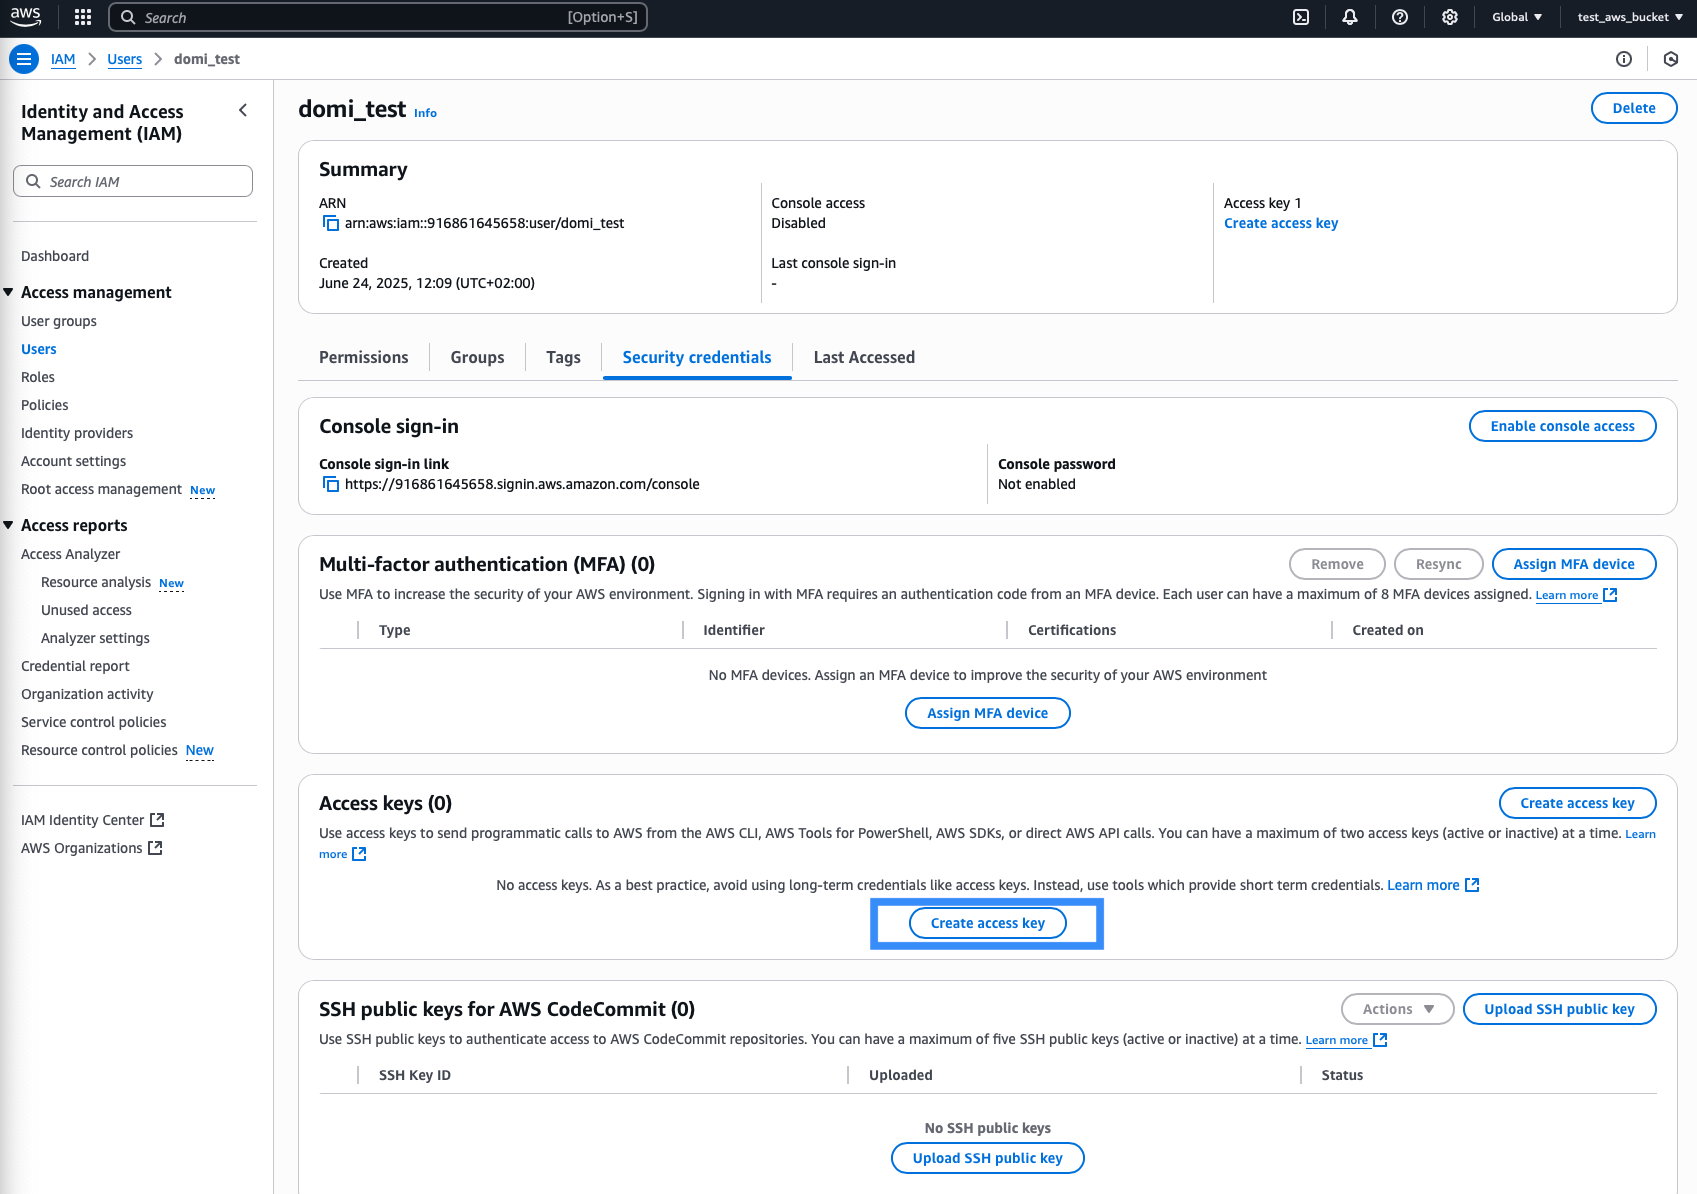 aws
Search
[Option+S]
Global
test_aws_bucket
IAM
Users
domi_test
Identity and Access
Management (IAM)
Search IAM
Dashboard
Access management
User groups
Users
Roles
Policies
Identity providers
Account settings
Root access management New
Access reports
Access Analyzer
Resource analysis New
Unused access
Analyzer settings
Credential report
Organization activity
Service control policies
Resource control policies New
IAM Identity Center
AWS Organizations
domi_test Info
Delete
Summary
ARN
arn:aws:iam::916861645658:user/domi_test
Created
June 24, 2025, 12:09 (UTC+02:00)
Console access
Disabled
Last console sign-in
-
Access key 1
Create access key
Permissions
Groups
Tags
Security credentials
Last Accessed
Console sign-in
Enable console access
Console sign-in link
https://916861645658.signin.aws.amazon.com/console
Console password
Not enabled
Multi-factor authentication (MFA) (0)
Remove
Resync
Assign MFA device
Use MFA to increase the security of your AWS environment. Signing in with MFA requires an authentication code from an MFA device. Each user can have a maximum of 8 MFA devices assigned. Learn more
Type
Identifier
Certifications
Created on
No MFA devices. Assign an MFA device to improve the security of your AWS environment
Assign MFA device
Access keys (0)
Create access key
Use access keys to send programmatic calls to AWS from the AWS CLI, AWS Tools for PowerShell, AWS SDKs, or direct AWS API calls. You can have a maximum of two access keys (active or inactive) at a time. Learn
more
No access keys. As a best practice, avoid using long-term credentials like access keys. Instead, use tools which provide short term credentials. Learn more
Create access key
SSH public keys for AWS CodeCommit (0)
Actions
Upload SSH public key
Use SSH public keys to authenticate access to AWS CodeCommit repositories. You can have a maximum of five SSH public keys (active or inactive) at a time. Learn more
SSH Key ID
Uploaded
Status
No SSH public keys
Upload SSH public key